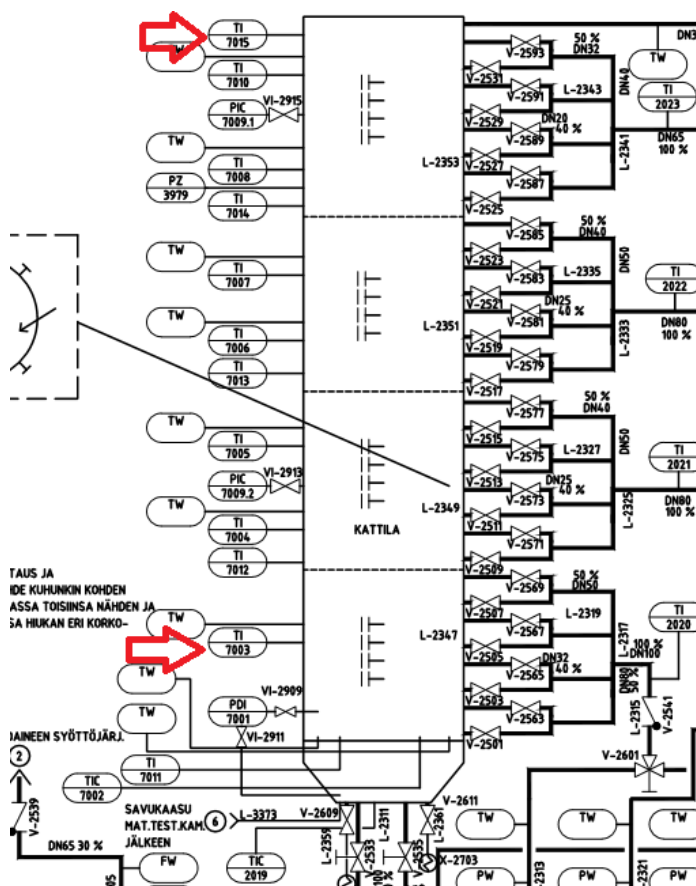 TI
7015
TW
TI
7010
PIC
7009.1
VI-2915
TW
TI
7008
PZ
3979
TI
7014
TW
TI
7007
TW
TI
7006
TI
7013
TW
TI
7005
PIC
7009.2
VI-2913
TW
TI
7004
TI
7012
TAUS JA
DE KUHUNKIN KOHDEN
ASSA TOISIINSA NÄHDEN JA
SA HIUKAN ERI KORKO-
TW
TI
7003
TW
PDI
7001
VI-2909
TW
VI-2911
AINEEN SYÖTTÖJÄRJ.
2
TI
7011
TIC
7002
V-2539
DN65 30 %
SAVUKAASU
MAT.TEST.KAM.
JÄLKEEN
6
L-3373
FW
TIC
2019
V-2609
L-2359
V-2533
L-2311
V-2535
L-2361
V-2611
X-2703
L-2353
L-2351
L-2349
KATTILA
L-2347
V-2593
50 %
DN32
V-2531
V-2591
L-2343
DN40
V-2529
DN20
40 %
V-2589
V-2527
V-2587
L-2341
V-2525
TW
TI
2023
DN65
100 %
V-2585
50 %
DN40
V-2523
V-2583
L-2335
DN50
V-2521
DN25
40 %
V-2581
V-2519
V-2579
L-2333
V-2517
TI
2022
DN80
100 %
V-2577
50 %
DN40
V-2515
V-2575
L-2327
DN50
V-2513
DN25
40 %
V-2573
V-2511
V-2571
L-2325
V-2509
TI
2021
DN80
100 %
V-2569
50 %
DN50
V-2507
V-2567
L-2319
L-2317
V-2505
DN32
40 %
V-2565
100 %
DN100
V-2503
V-2563
DN80
50 %
V-2501
TI
2020
L-2315
V-2541
V-2601
TW
TW
TW
PW
PW
PW
2313
2321